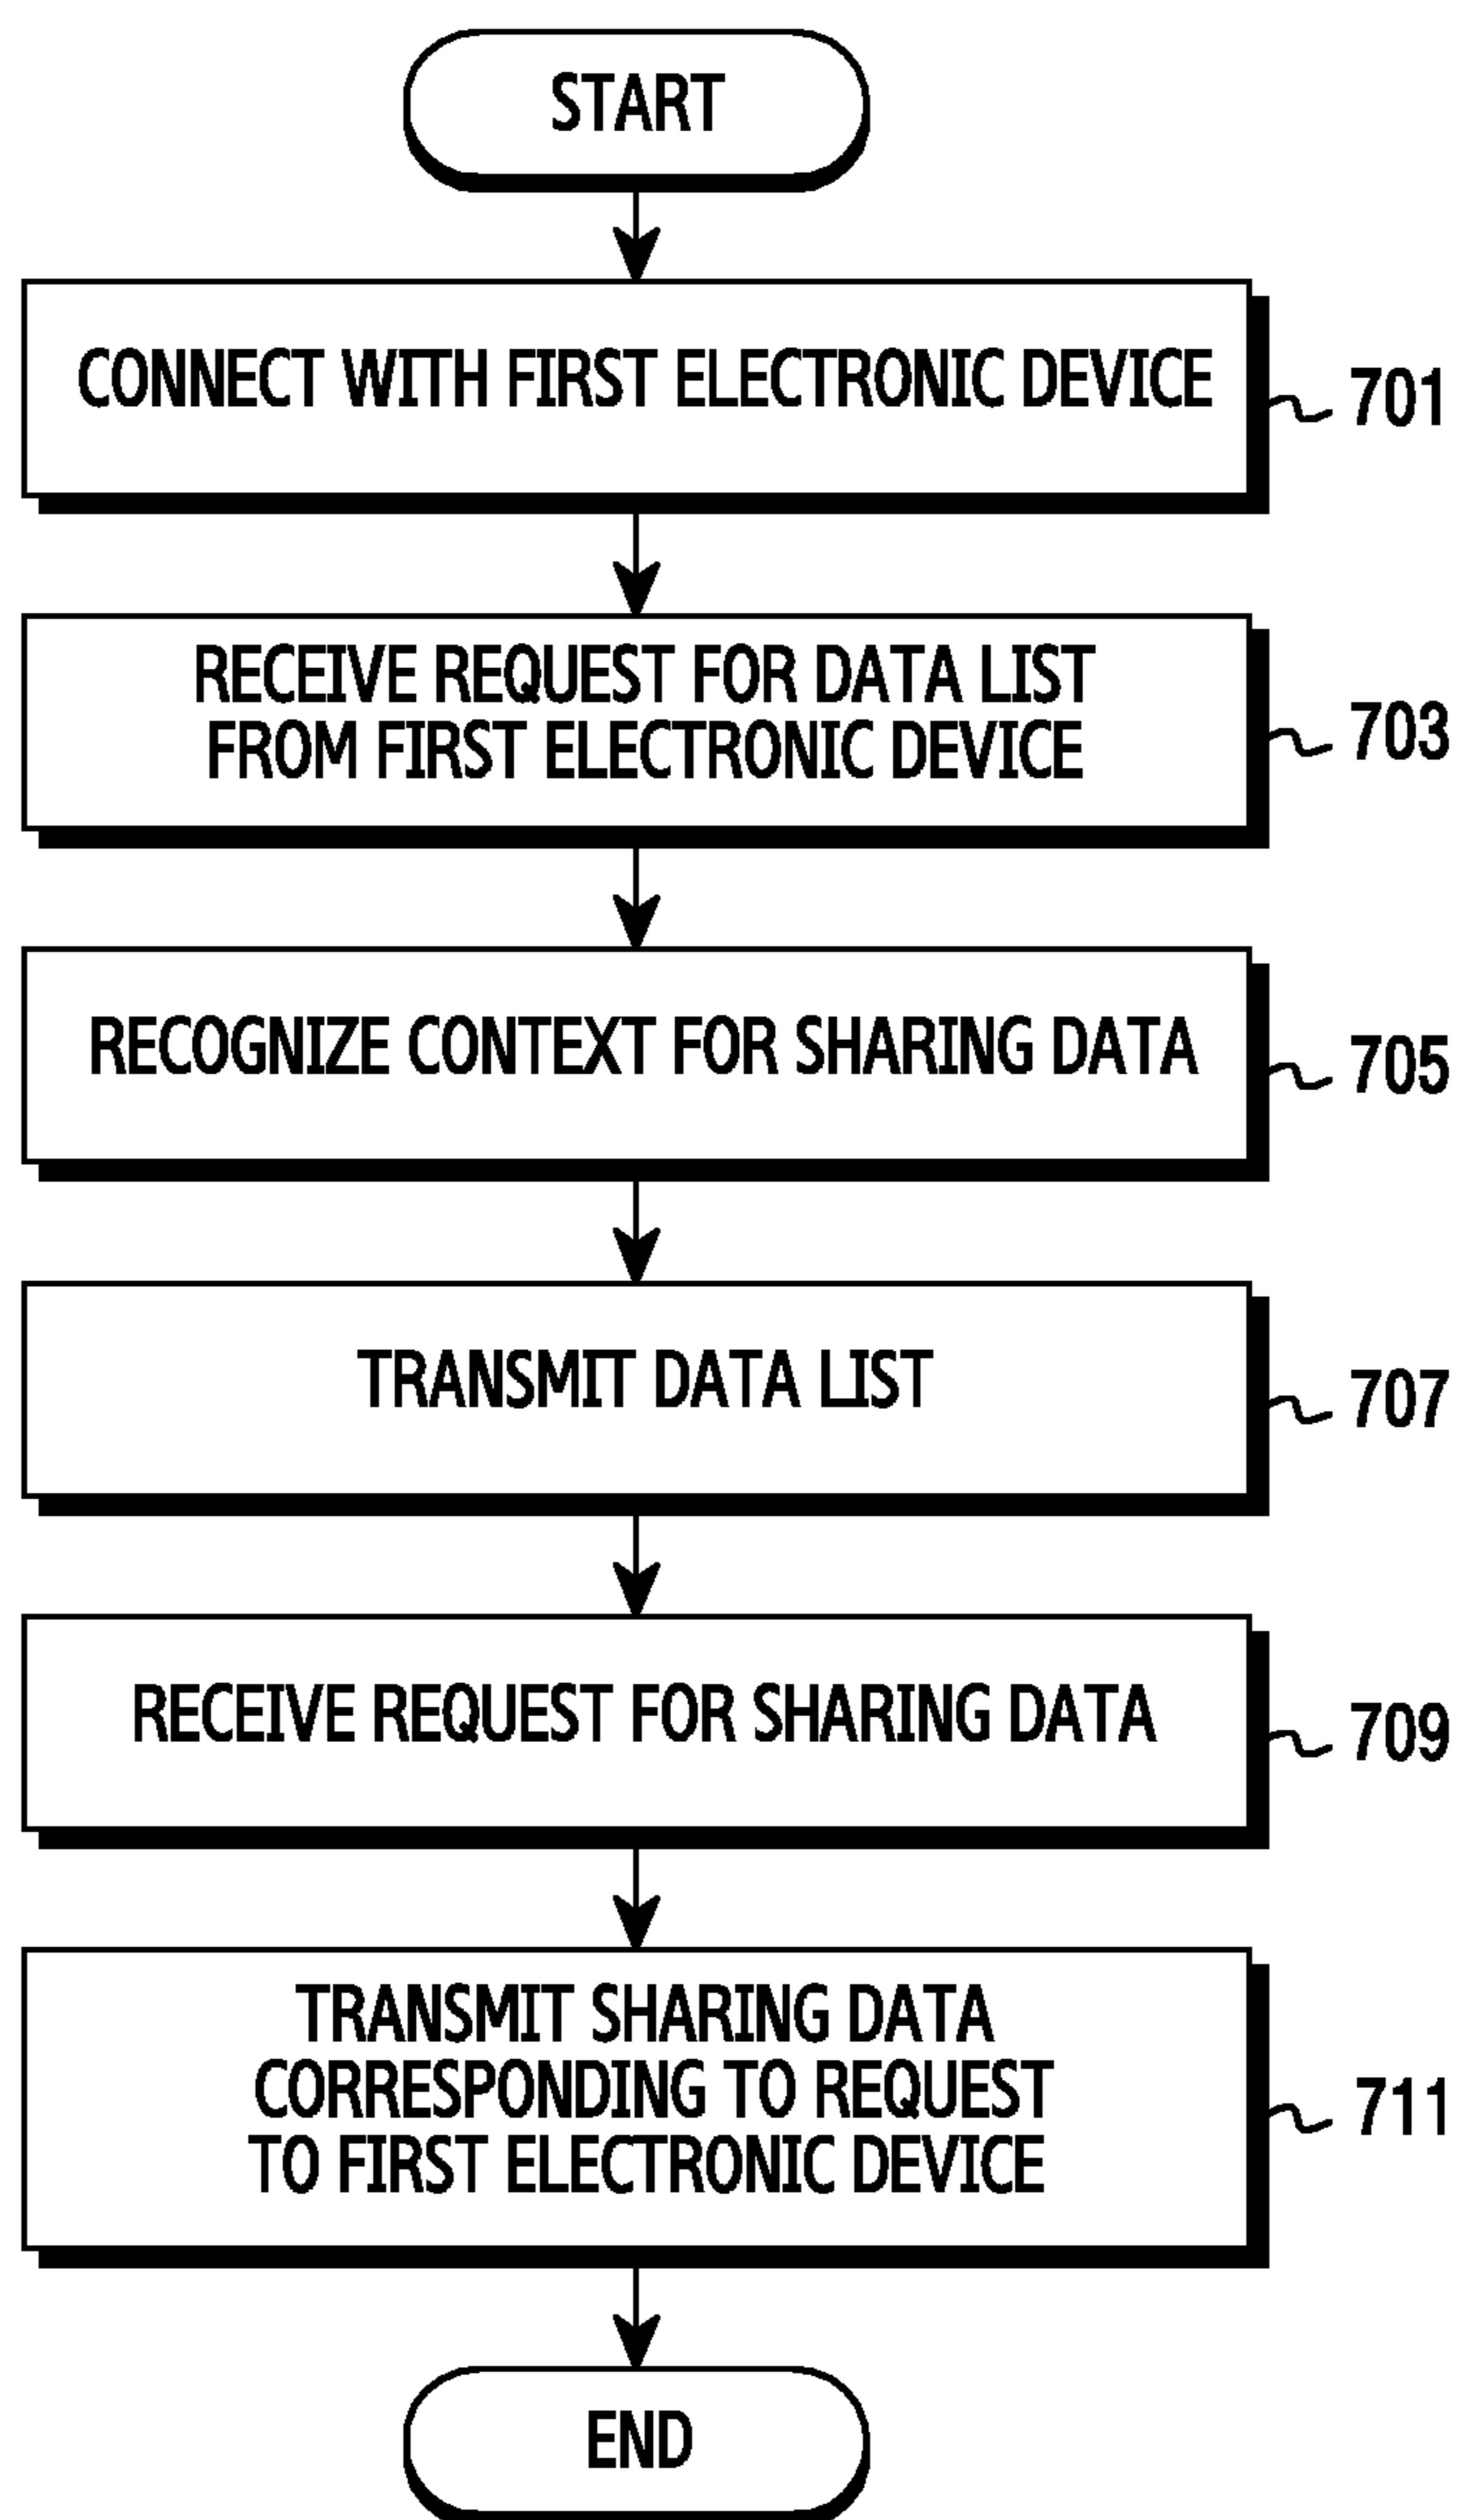 START
CONNECT WITH FIRST ELECTRONIC DEVICE
701
RECEIVE REQUEST FOR DATA LIST
FROM FIRST ELECTRONIC DEVICE
703
RECOGNIZE CONTEXT FOR SHARING DATA
705
TRANSMIT DATA LIST
707
RECEIVE REQUEST FOR SHARING DATA
709
TRANSMIT SHARING DATA
CORRESPONDING TO REQUEST
TO FIRST ELECTRONIC DEVICE
711
END